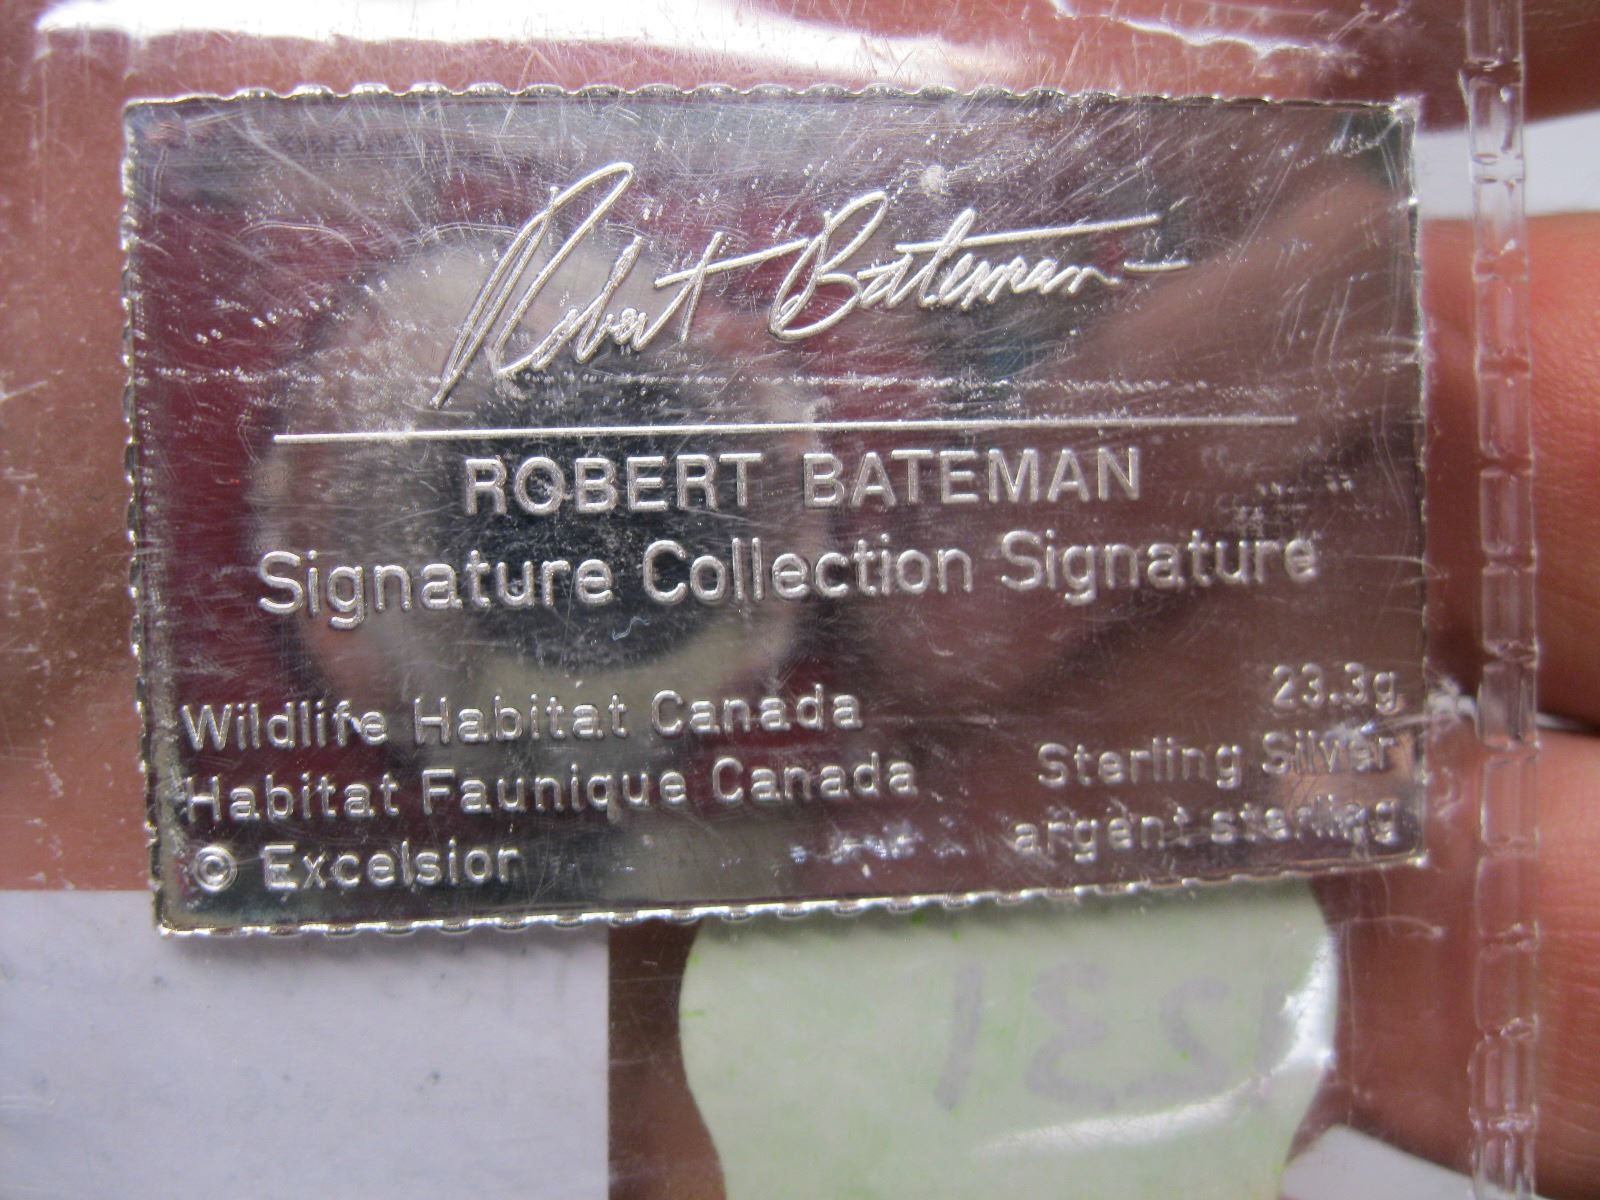 Robert Bateman
ROBERT BATEMAN
Signature Collection Signature
23.3g
Wildlife Habitat Canada
Sterling Silver
Habitat Faunique Canada
argent sterling
© Excelsior
1231